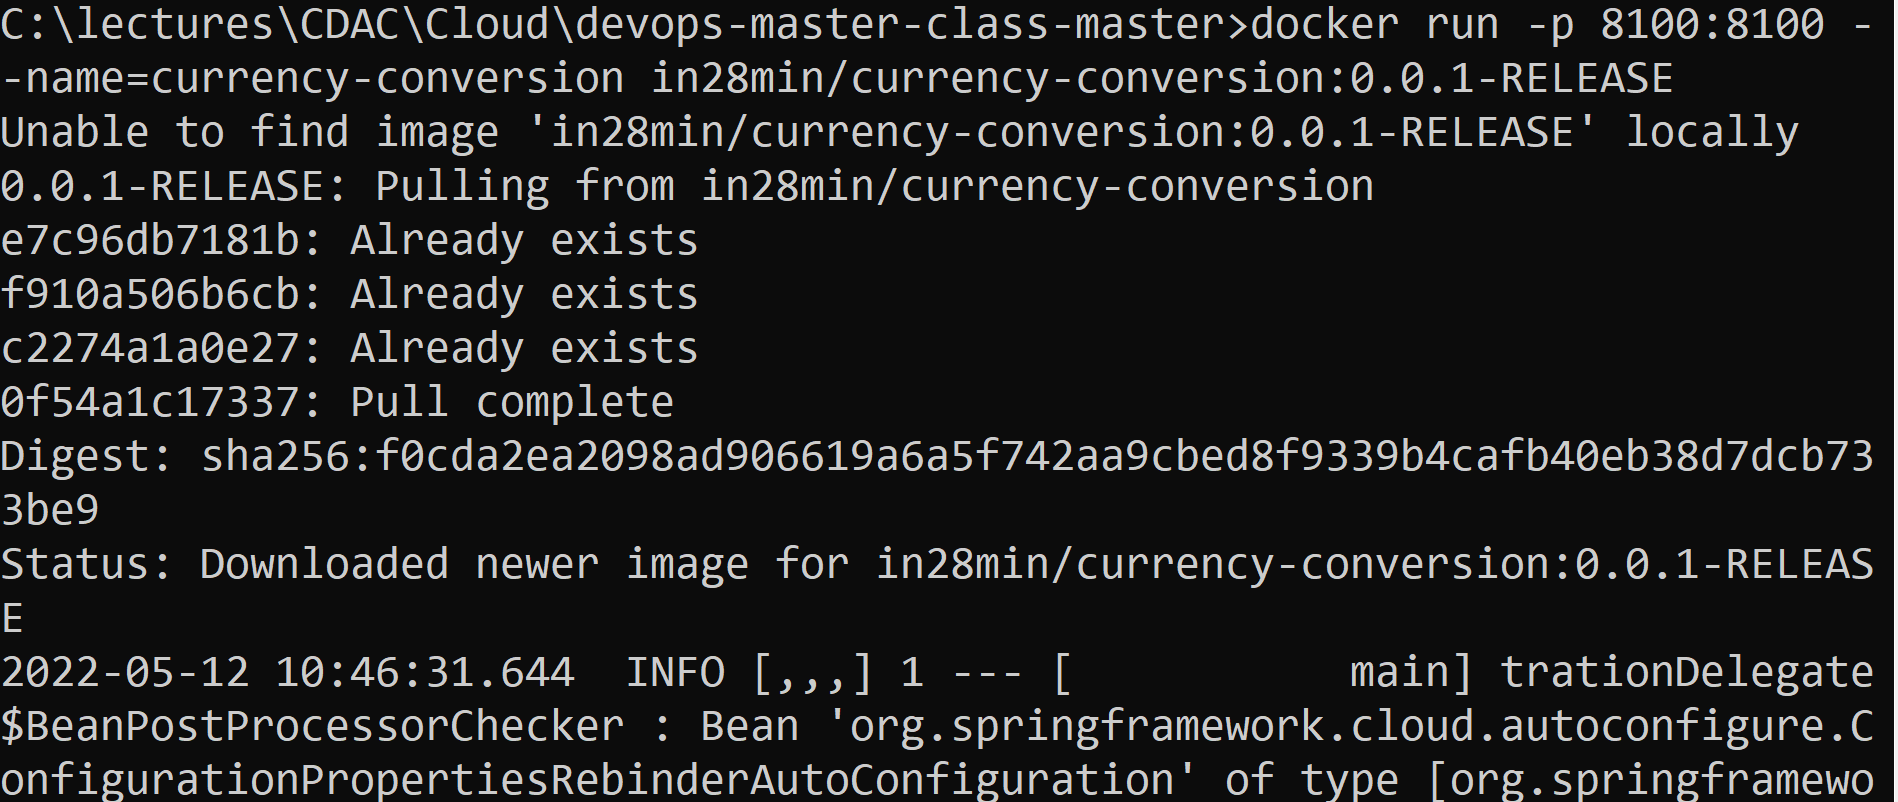 C:\lectures\CDAC\Cloud\devops-master-class-master>docker run -p 8100:8100 -
-name=currency-conversion in28min/currency-conversion:0.0.1-RELEASE
Unable to find image 'in28min/currency-conversion:0.0.1-RELEASE' locally
0.0.1-RELEASE: Pulling from in28min/currency-conversion
e7c96db7181b: Already exists
f910a506b6cb: Already exists
c2274a1a0e27: Already exists
0f54a1c17337: Pull complete
Digest: sha256:f0cda2ea2098ad906619a6a5f742aa9cbed8f9339b4cafb40eb38d7dcb73
3be9
Status: Downloaded newer image for in28min/currency-conversion:0.0.1-RELEAS
E
2022-05-12 10:46:31.644  INFO [,,,] 1 --- [           main] trationDelegate
$BeanPostProcessorChecker : Bean 'org.springframework.cloud.autoconfigure.C
onfigurationPropertiesRebinderAutoConfiguration' of type [org.springframewo